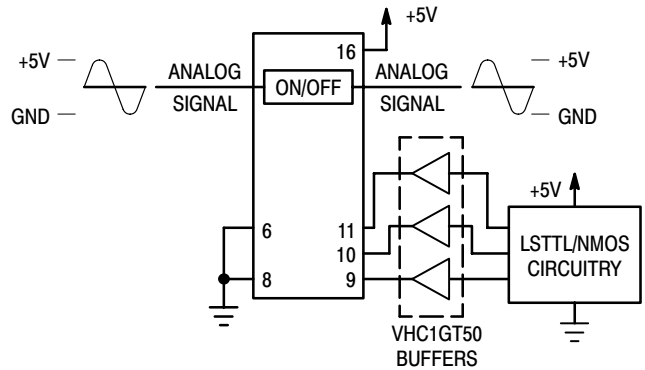 +5V
16
+5V
ANALOG
SIGNAL
ON/OFF
ANALOG
SIGNAL
+5V
GND
GND
6
8
11
10
9
+5V
LSTTL/NMOS
CIRCUITRY
VHC1GT50
BUFFERS